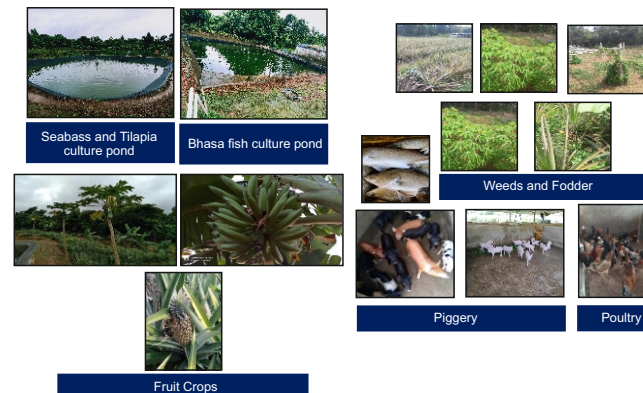 Seabass and Tilapia
culture pond
Bhasa fish culture pond
Weeds and Fodder
Piggery
Poultry
Fruit Crops